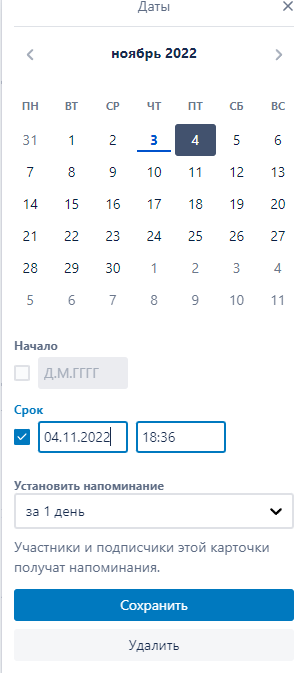 Даты
ноябрь 2022
ПН ВТ СР ЧТ ПТ СБ ВС
31 1 2 3 4 5 6
7 8 9 10 11 12 13
14 15 16 17 18 19 20
21 22 23 24 25 26 27
28 29 30 1 2 3 4
5 6 7 8 9 10 11
Начало
Д.М.ГГГГ
Срок
04.11.2022 18:36
Установить напоминание
за 1 день
Участники и подписчики этой карточки
получат напоминания.
Сохранить
Удалить